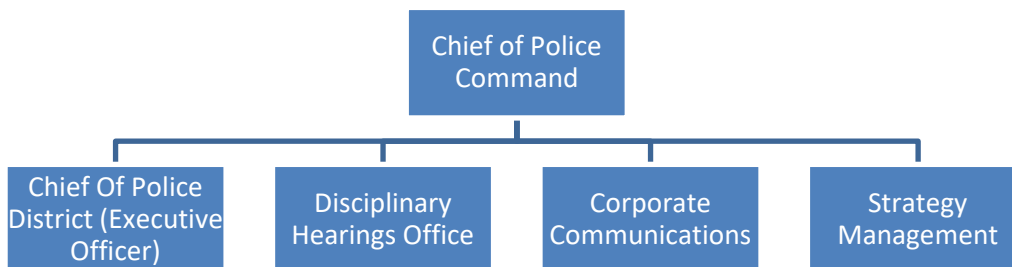 Chief of Police
Command
Chief Of Police
District (Executive
Officer)
Disciplinary
Hearings Office
Corporate
Communications
Strategy
Management